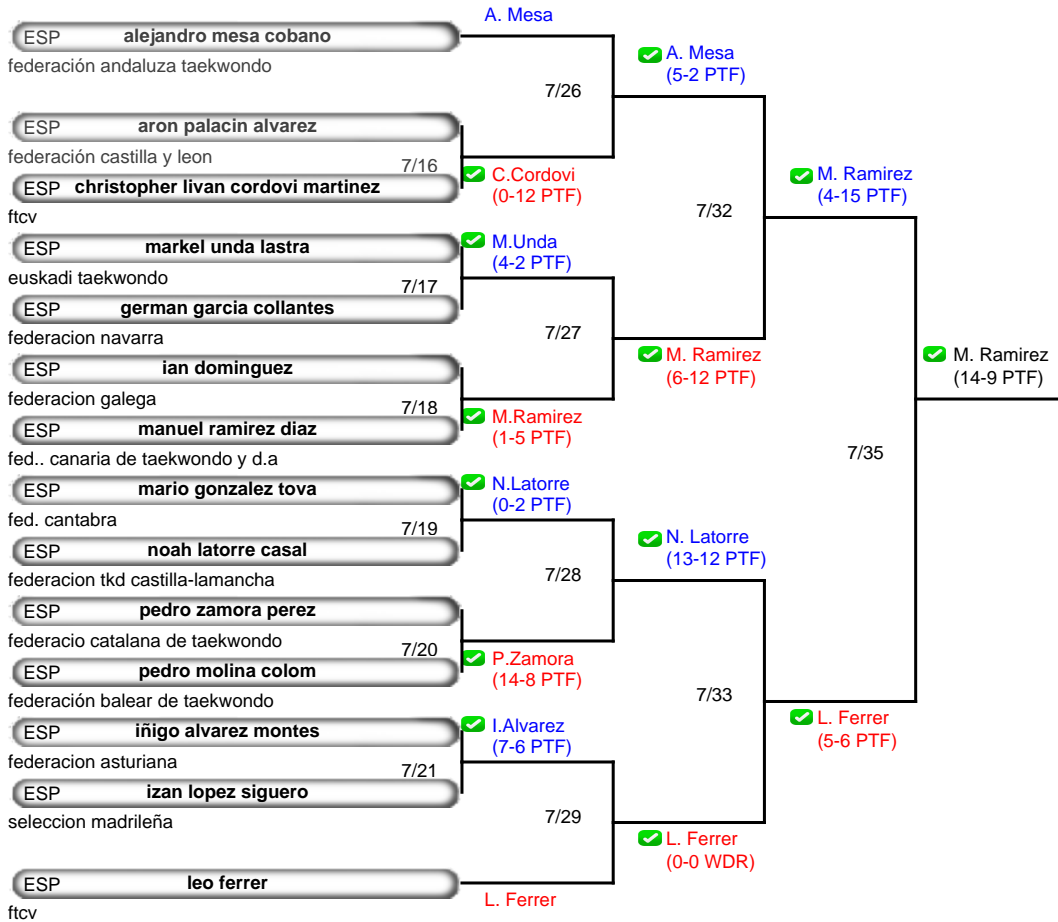 A. Mesa
ESP alejandro mesa cobano
federación andaluza taekwondo
A. Mesa
(5-2 PTF)
7/26
ESP aron palacin alvarez
federación castilla y leon
7/16
C.Cordovi
(0-12 PTF)
ESP christopher livan cordovi martinez
ftcv
M. Ramirez
(4-15 PTF)
7/32
ESP markel unda lastra
euskadi taekwondo
M.Unda
(4-2 PTF)
7/17
ESP german garcia collantes
federacion navarra
7/27
M. Ramirez
(6-12 PTF)
ESP ian dominguez
federacion galega
7/18
M.Ramirez
(1-5 PTF)
ESP manuel ramirez diaz
fed.. canaria de taekwondo y d.a
M. Ramirez
(14-9 PTF)
7/35
ESP mario gonzalez tova
fed. cantabra
N.Latorre
(0-2 PTF)
7/19
ESP noah latorre casal
federacion tkd castilla-lamancha
N. Latorre
(13-12 PTF)
7/28
ESP pedro zamora perez
federacio catalana de taekwondo
7/20
P.Zamora
(14-8 PTF)
ESP pedro molina colom
federación balear de taekwondo
7/33
L. Ferrer
(5-6 PTF)
ESP iñigo alvarez montes
federacion asturiana
I.Alvarez
(7-6 PTF)
7/21
ESP izan lopez siguero
seleccion madrileña
7/29
L. Ferrer
(0-0 WDR)
ESP leo ferrer
ftcv
L. Ferrer